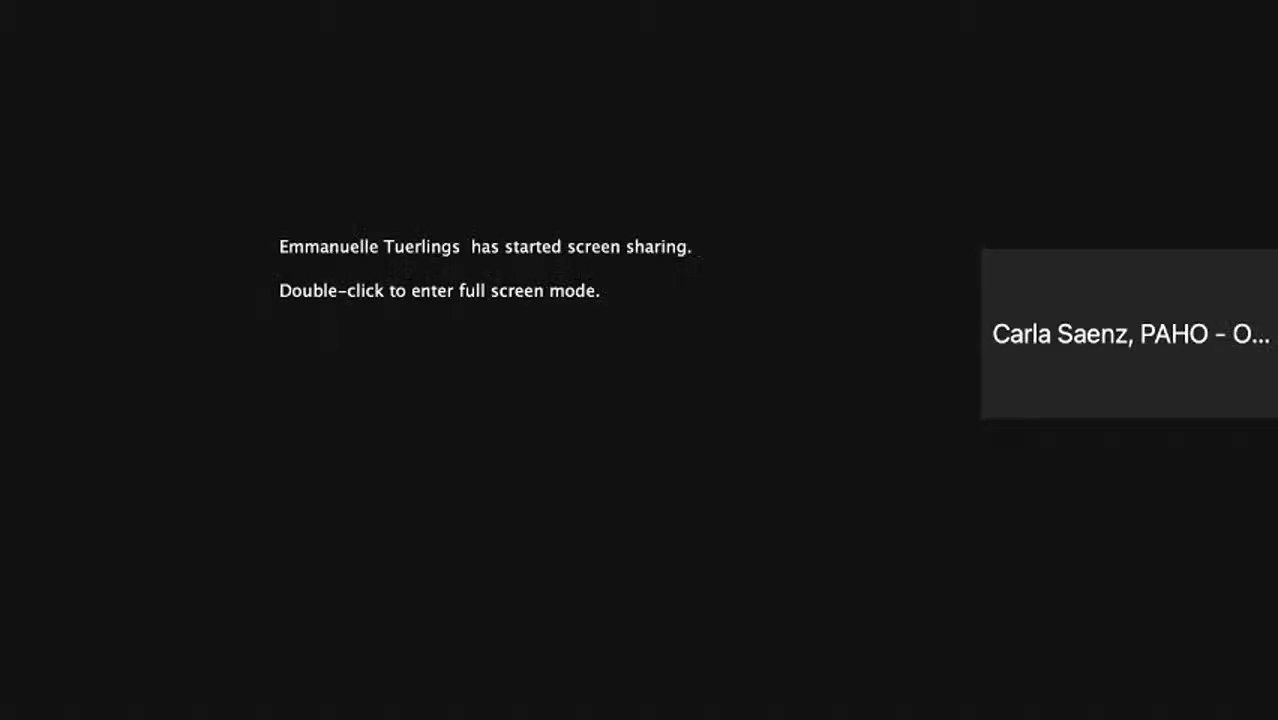 Emmanuelle Tuerlings  has started screen sharing.
Double-click to enter full screen mode.
Carla Saenz, PAHO - O...